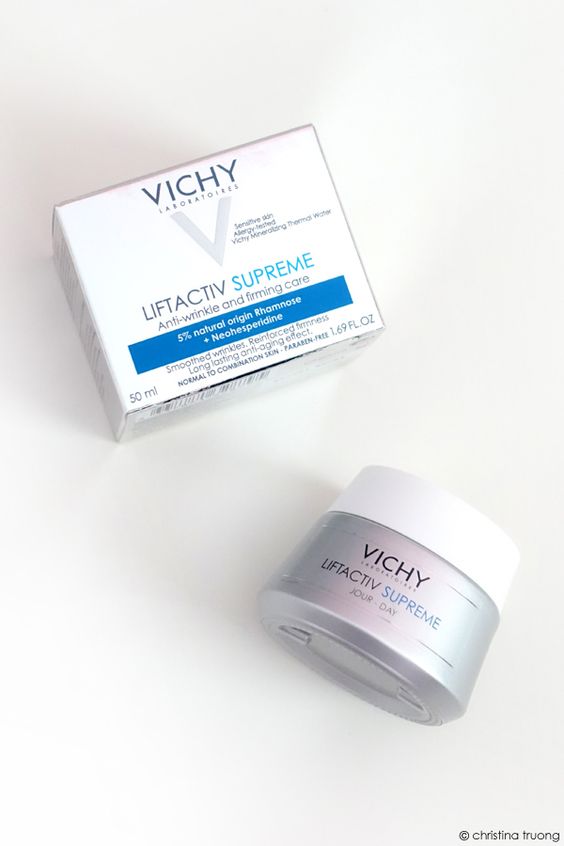 VICHY
LABORATOIRES
Sensitive skin
Allergy-tested
Vichy Mineralizing Thermal Water
LIFTACTIV SUPREME
Anti-wrinkle and firming care
5% natural origin Rhamnose
+ Neohesperidine
Smoothed wrinkles. Reinforced firmness
Long lasting anti-aging effect.
NORMAL TO COMBINATION SKIN - PARABEN-FREE
50 ml
1.69 FL.OZ
VICHY
LABORATOIRES
LIFTACTIV SUPREME
JOUR - DAY
© christina truong